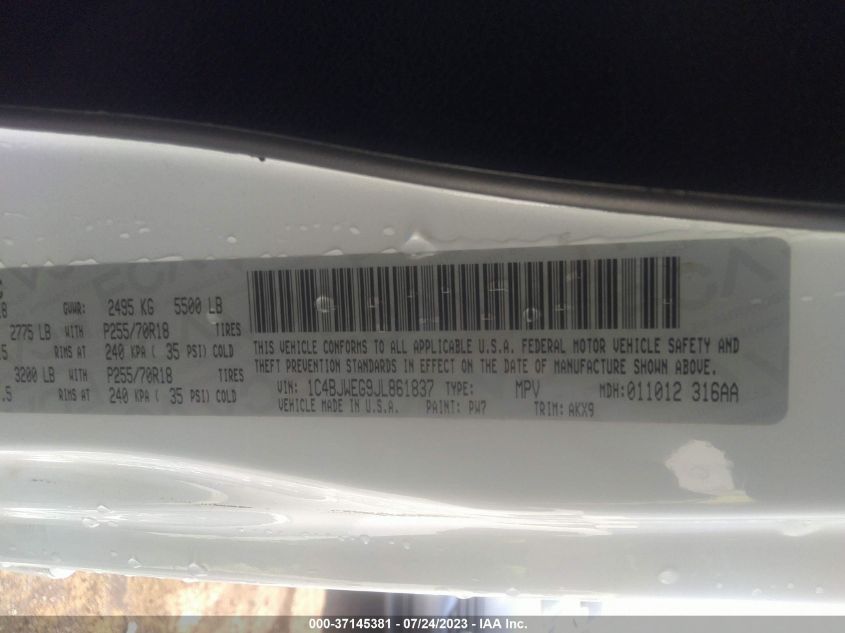 GVWR: 2495 KG 5500 LB
2775 LB WITH P255/70R18 TIRES
RIMS AT 240 KPA ( 35 PSI) COLD
3200 LB WITH P255/70R18 TIRES
.5 RIMS AT 240 KPA ( 35 PSI) COLD
THIS VEHICLE CONFORMS TO ALL APPLICABLE U.S.A. FEDERAL MOTOR VEHICLE SAFETY AND
THEFT PREVENTION STANDARDS IN EFFECT ON THE DATE OF MANUFACTURE SHOWN ABOVE.
VIN: 1C4BJWEG9JL861837 TYPE: MPV MDH: 011012 316AA
VEHICLE MADE IN U.S.A. PAINT: PW7 TRIM: AKX9
000-37145381 - 07/24/2023 - IAA Inc.